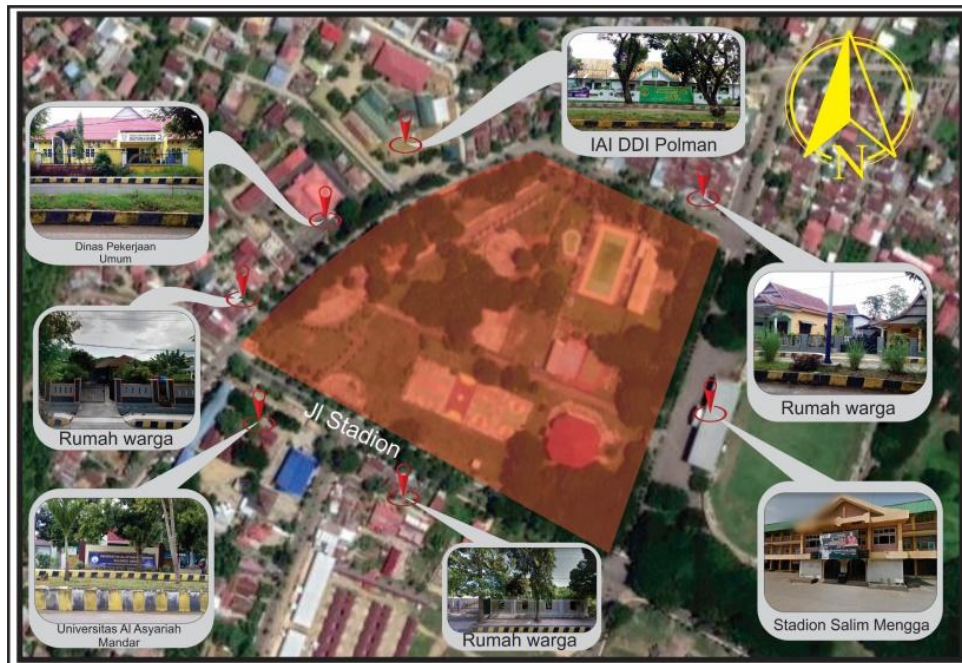 IAI DDI Polman
N
Dinas Pekerjaan
Umum
Rumah warga
Rumah warga
Jl Stadion
Universitas Al Asyariah
Mandar
Rumah warga
Stadion Salim Mengga